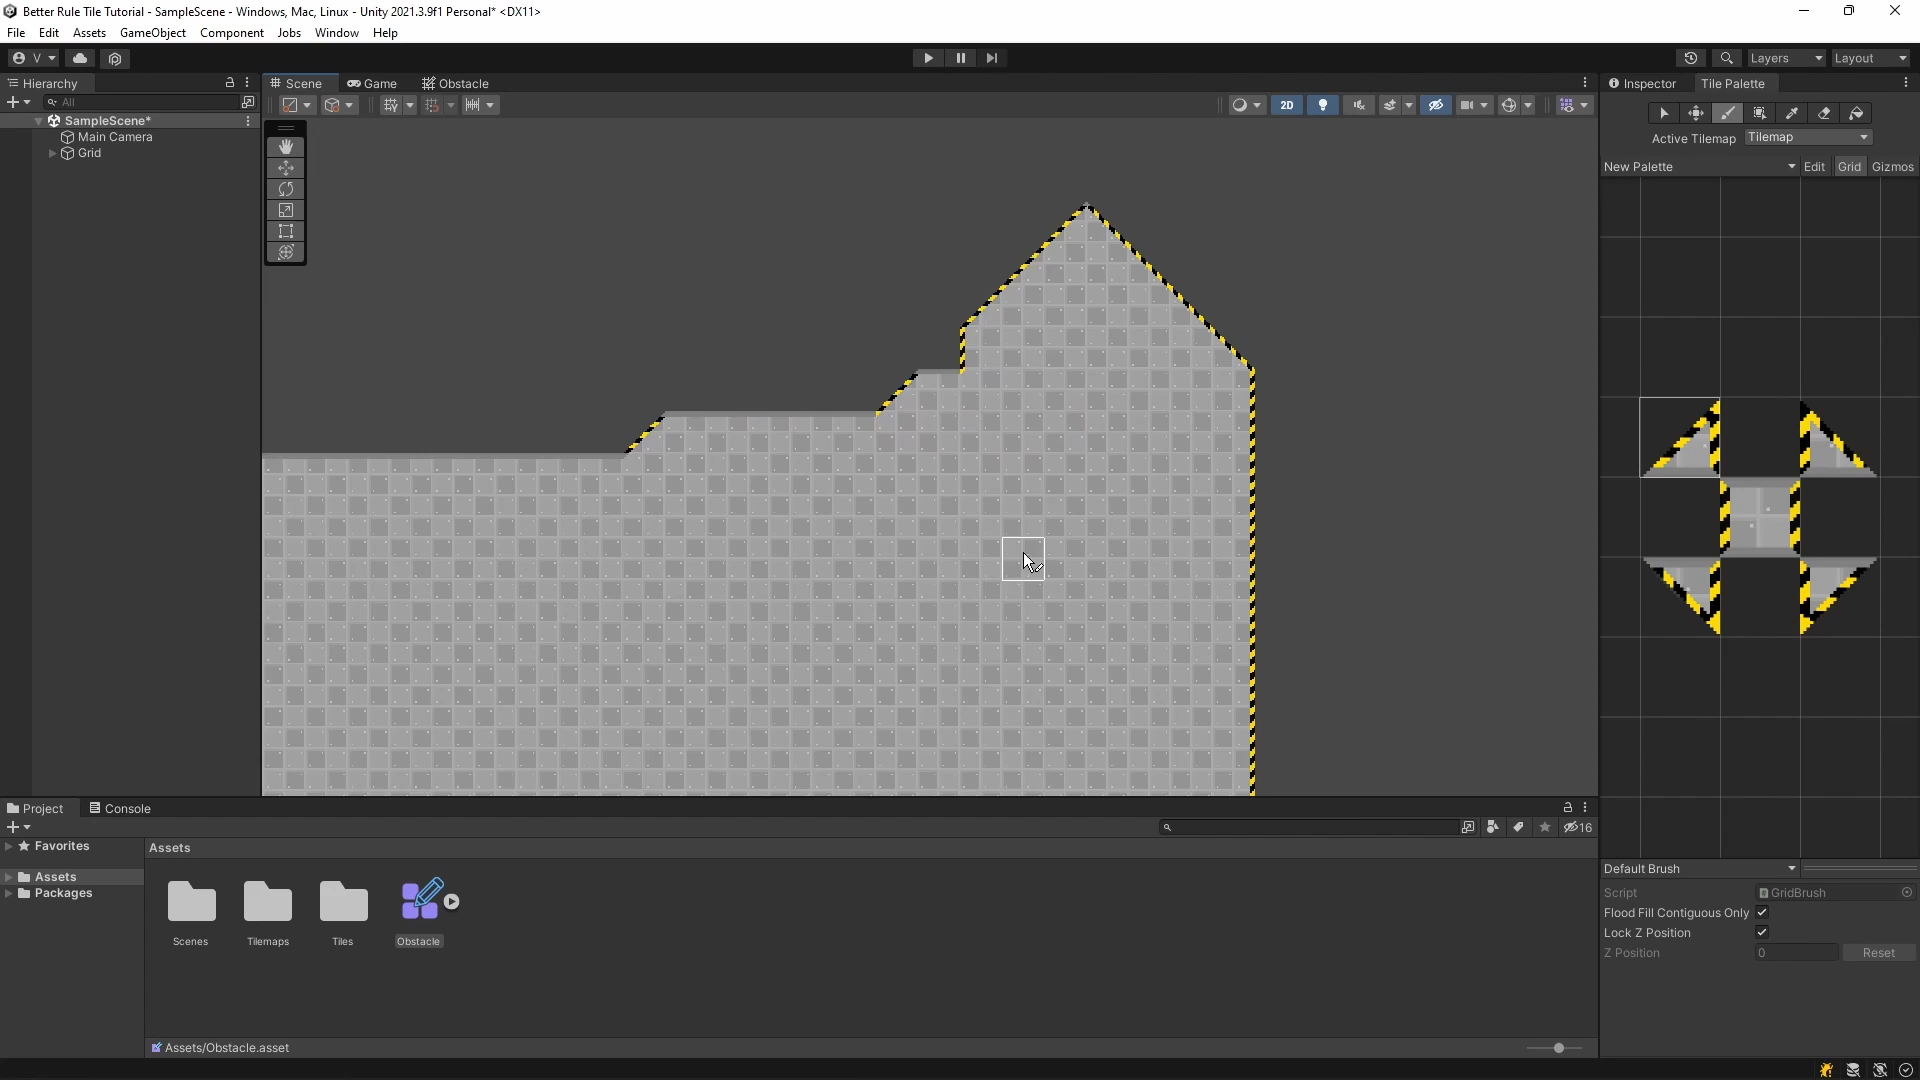 Better Rule Tile Tutorial - SampleScene - Windows, Mac, Linux - Unity 2021.3.9f1 Personal* <DX11>
File Edit Assets GameObject Component Jobs Window Help
V Layers Layout
Hierarchy Scene Game Obstacle Inspector Tile Palette
All 2D
SampleScene*
Main Camera
Grid
Active Tilemap Tilemap
New Palette Edit Grid Gizmos
Project Console
16
Favorites
Assets
Packages
Assets
Scenes Tilemaps Tiles Obstacle
Assets/Obstacle.asset
Default Brush
Script GridBrush
Flood Fill Contiguous Only
Lock Z Position
Z Position 0 Reset